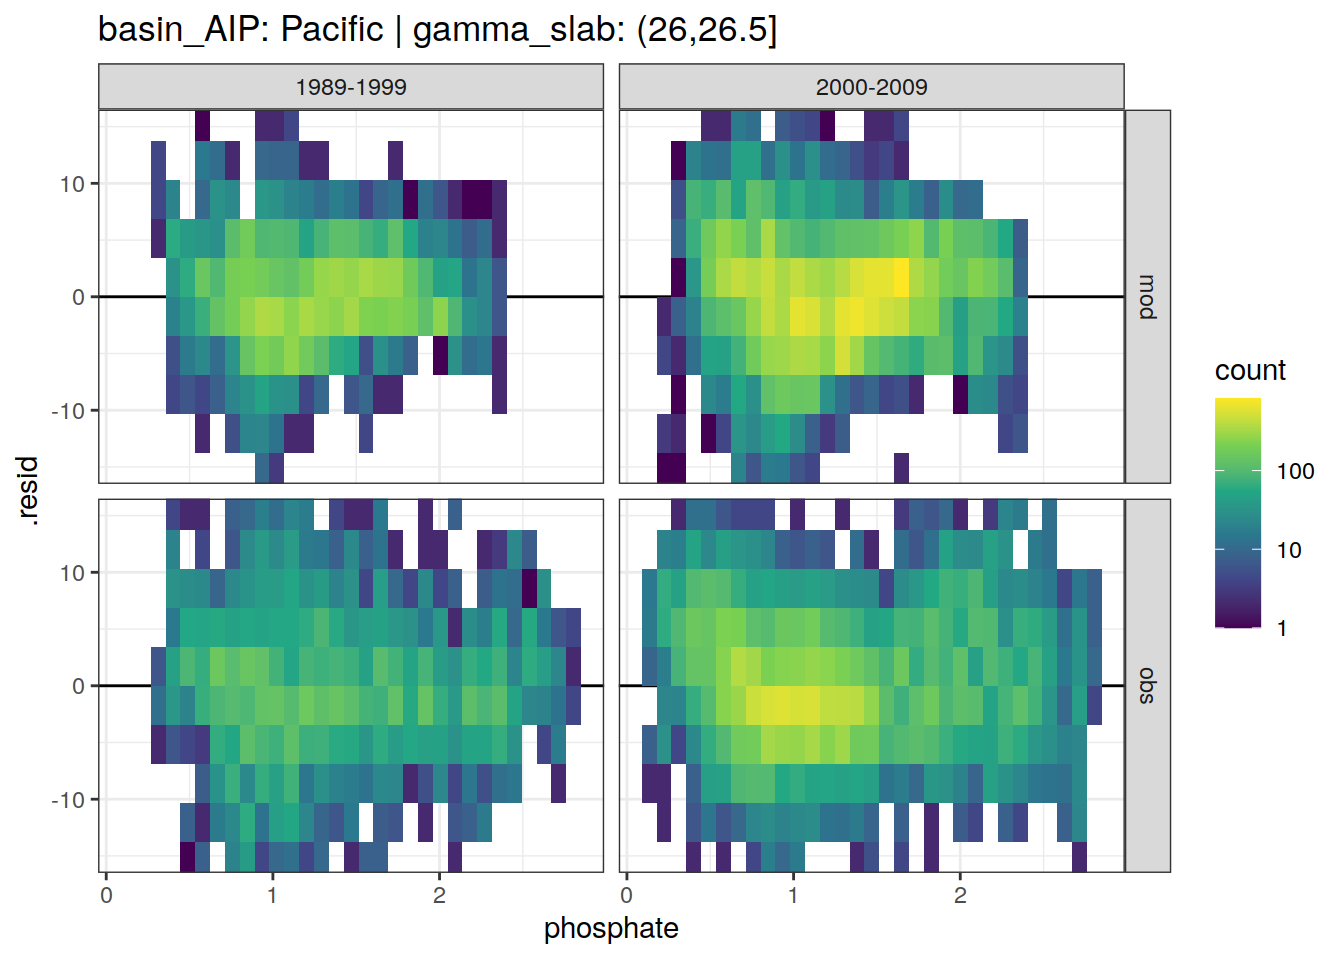 basin_AIP: Pacific | gamma_slab: (26,26.5]
1989-1999
2000-2009
10
0
-10
mod
10
0
-10
obs
.resid
0
1
2
0
1
2
phosphate
count
100
10
1